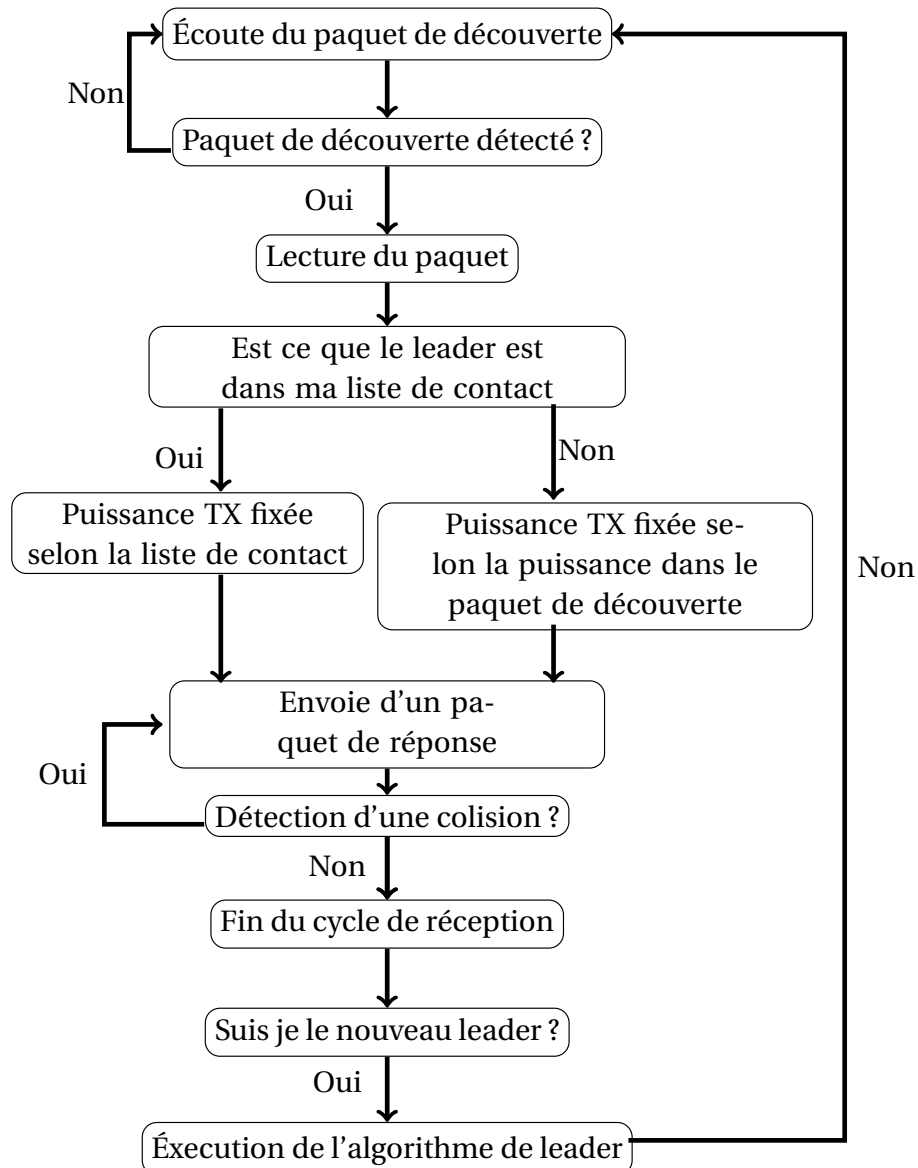 Écoute du paquet de découverte
Non
Paquet de découverte détecté ?
Oui
Lecture du paquet
Est ce que le leader est
dans ma liste de contact
Oui
Non
Puissance TX fixée
selon la liste de contact
Puissance TX fixée se-
lon la puissance dans le
paquet de découverte
Non
Envoie d'un pa-
quet de réponse
Oui
Détection d'une colision ?
Non
Fin du cycle de réception
Suis je le nouveau leader ?
Oui
Éxecution de l'algorithme de leader